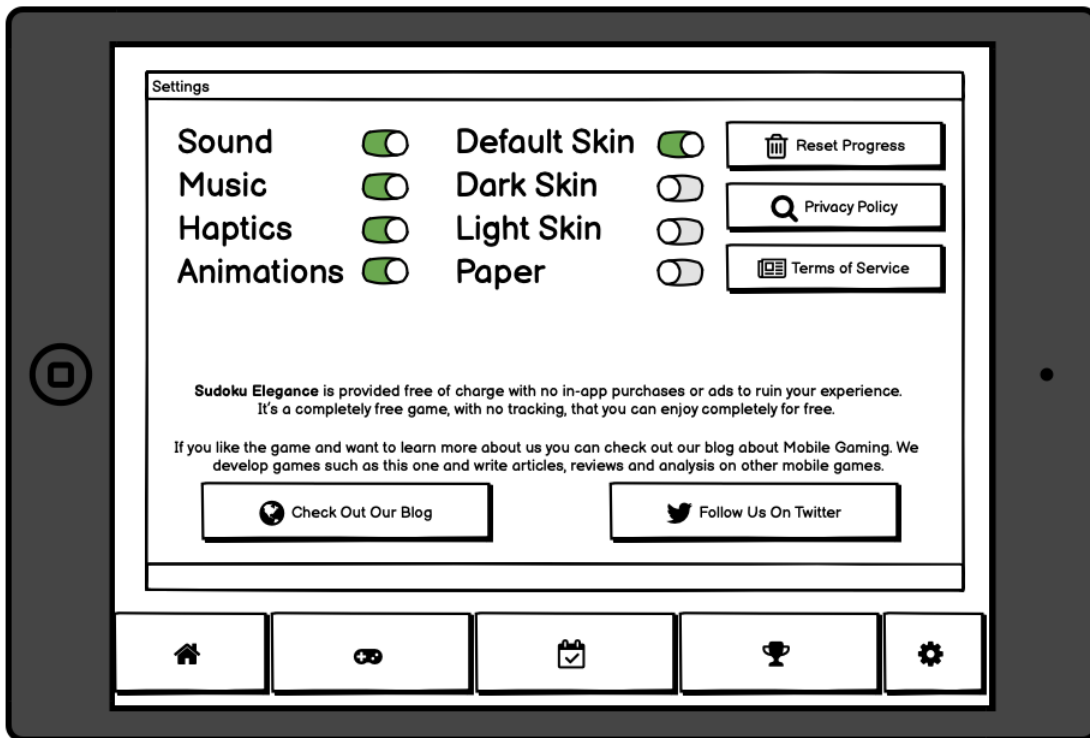 Settings
Sound
Music
Haptics
Animations
Default Skin
Dark Skin
Light Skin
Paper
Reset Progress
Privacy Policy
Terms of Service
Sudoku Elegance is provided free of charge with no in-app purchases or ads to ruin your experience.
It's a completely free game, with no tracking, that you can enjoy completely for free.
If you like the game and want to learn more about us you can check out our blog about Mobile Gaming. We
develop games such as this one and write articles, reviews and analysis on other mobile games.
Check Out Our Blog
Follow Us On Twitter